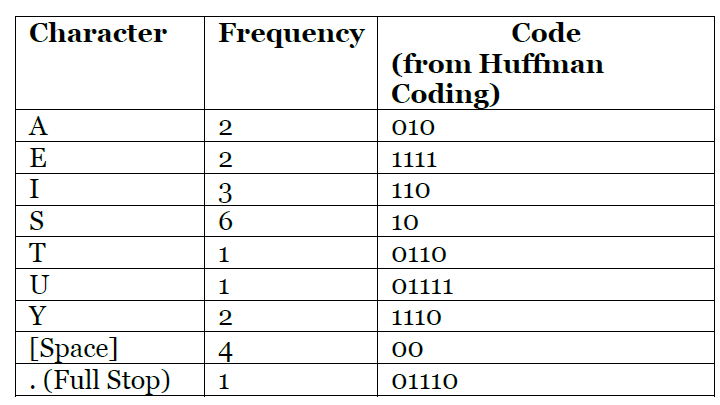 Character Frequency Code
(from Huffman
Coding)
A 2 010
E 2 1111
I 3 110
S 6 10
T 1 0110
U 1 01111
Y 2 1110
[Space] 4 00
. (Full Stop) 1 01110